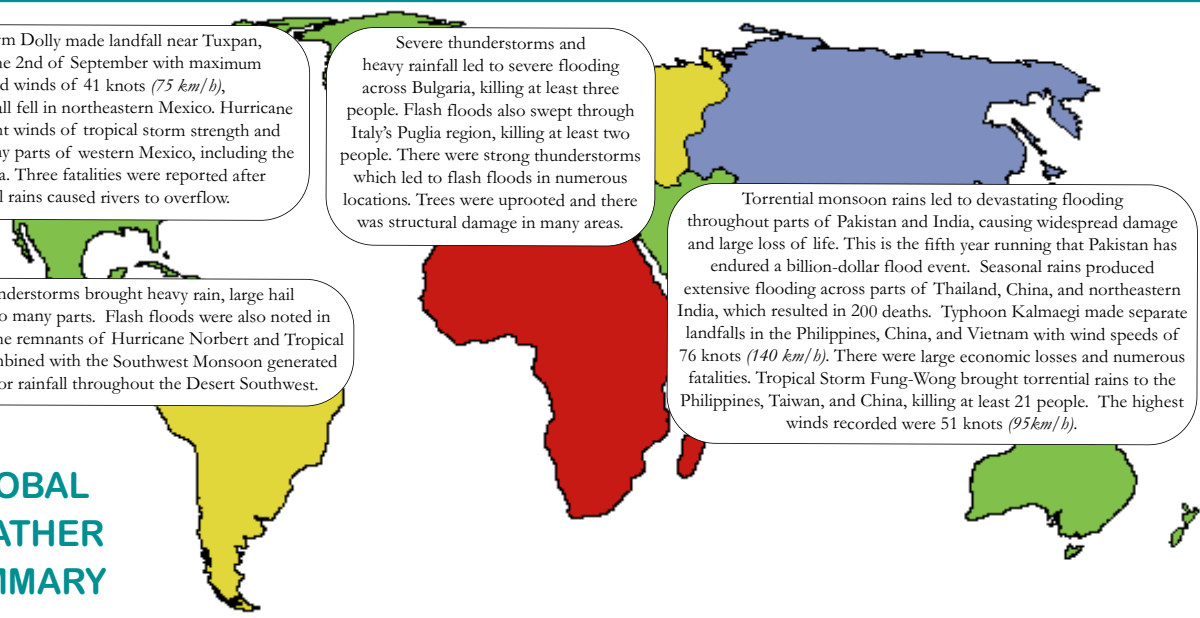 Dolly made landfall near Tuxpan,
2nd of September with maximum
winds of 41 knots (75 km/h),
fell in northeastern Mexico. Hurricane
winds of tropical storm strength and
parts of western Mexico, including the
Three fatalities were reported after
rains caused rivers to overflow.
Severe thunderstorms and
heavy rainfall led to severe flooding
across Bulgaria, killing at least three
people. Flash floods also swept through
Italy's Puglia region, killing at least two
people. There were strong thunderstorms
which led to flash floods in numerous
locations. Trees were uprooted and there
was structural damage in many areas.
Torrential monsoon rains led to devastating flooding
throughout parts of Pakistan and India, causing widespread damage
and large loss of life. This is the fifth year running that Pakistan has
endured a billion-dollar flood event. Seasonal rains produced
extensive flooding across parts of Thailand, China, and northeastern
India, which resulted in 200 deaths. Typhoon Kalmaegi made separate
landfalls in the Philippines, China, and Vietnam with wind speeds of
76 knots (140 km/h). There were large economic losses and numerous
fatalities. Tropical Storm Fung-Wong brought torrential rains to the
Philippines, Taiwan, and China, killing at least 21 people. The highest
winds recorded were 51 knots (95km/h).
brought heavy rain, large hail
many parts. Flash floods were also noted in
remnants of Hurricane Norbert and Tropical
with the Southwest Monsoon generated
rainfall throughout the Desert Southwest.
OBAL
ATHER
MMARY